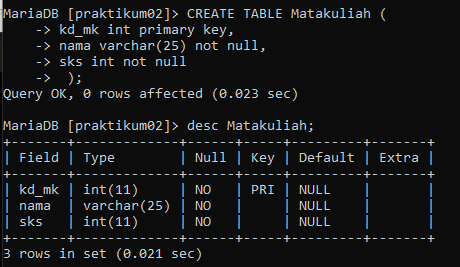 MariaDB [praktikum02]> CREATE TABLE Matakuliah (
    -> kd_mk int primary key,
    -> nama varchar(25) not null,
    -> sks int not null
    ->  );
Query OK, 0 rows affected (0.023 sec)

MariaDB [praktikum02]> desc Matakuliah;
+-------+-------------+------+-----+---------+-------+
| Field | Type        | Null | Key | Default | Extra |
+-------+-------------+------+-----+---------+-------+
| kd_mk | int(11)     | NO   | PRI | NULL    |       |
| nama  | varchar(25) | NO   |     | NULL    |       |
| sks   | int(11)     | NO   |     | NULL    |       |
+-------+-------------+------+-----+---------+-------+
3 rows in set (0.021 sec)